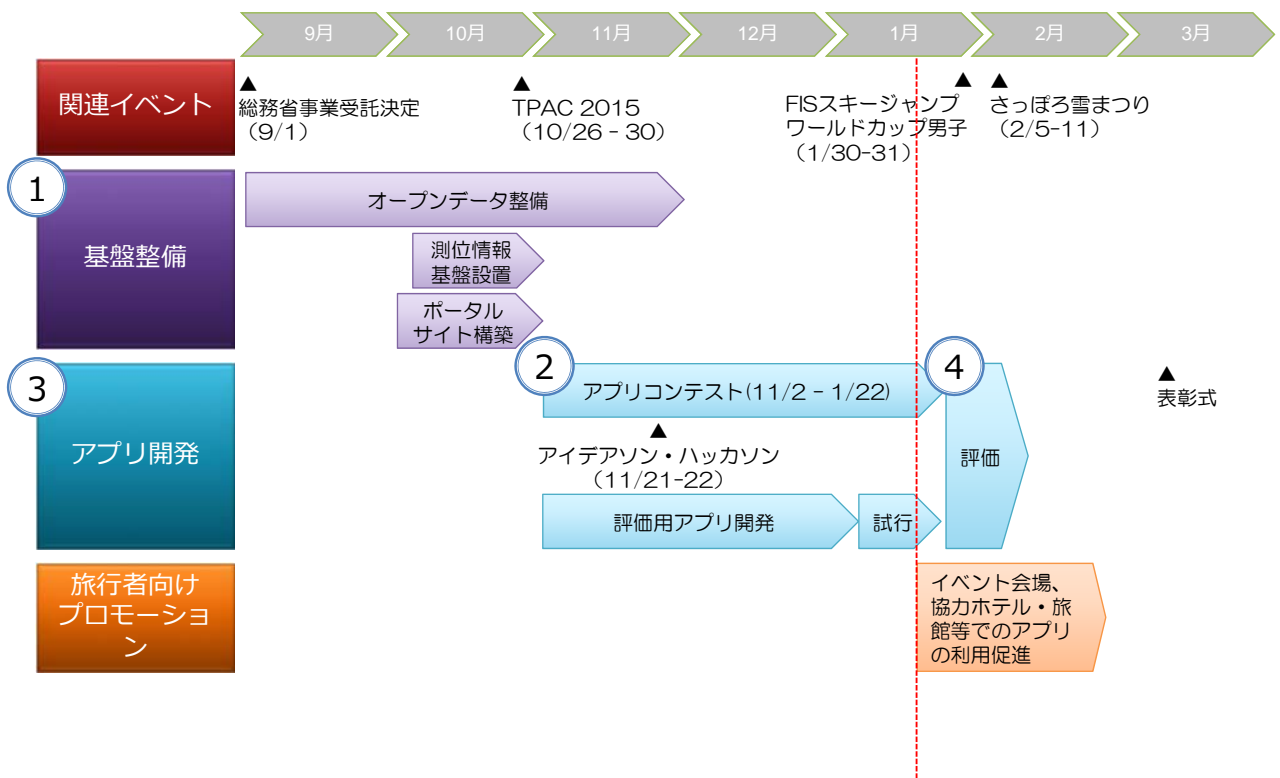 9月
10月
11月
12月
1月
2月
3月
関連イベント
▲
総務省事業受託決定
(9/1)
▲
TPAC 2015
(10/26 - 30)
▲
FISスキージャンプ
ワールドカップ男子
(1/30-31)
▲
さっぽろ雪まつり
(2/5-11)
1
基盤整備
オープンデータ整備
測位情報
基盤設置
ポータル
サイト構築
3
アプリ開発
2
アプリコンテスト(11/2 - 1/22)
4
評価
▲
表彰式
▲
アイデアソン・ハッカソン
(11/21-22)
評価用アプリ開発
試行
旅行者向け
プロモーショ
ン
イベント会場、
協力ホテル・旅
館等でのアプリ
の利用促進